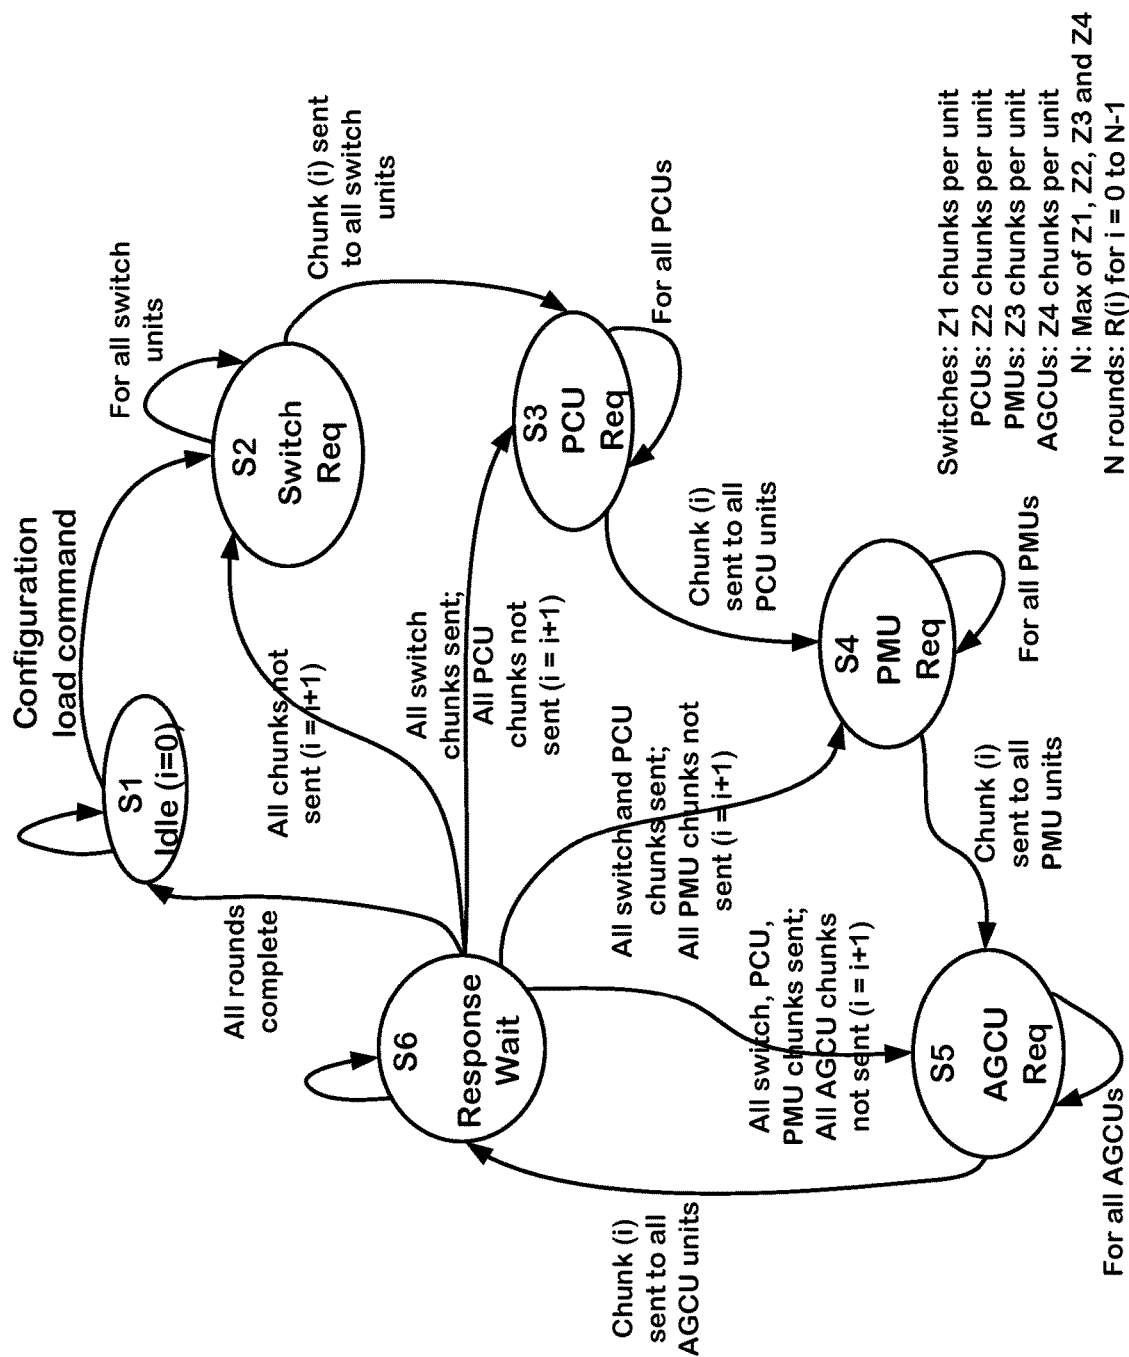 Configuration
load command
For all switch
units
S1
Idle (i=0)
S2
Switch
Req
Chunk (i) sent
to all switch
units
All rounds
complete
All chunks not
sent (i = i+1)
S6
Response
Wait
All switch
chunks sent;
All PCU
chunks not
sent (i = i+1)
S3
PCU
Req
For all PCUs
All switch and PCU
chunks sent;
All PMU chunks not
sent (i = i+1)
Chunk (i)
sent to all
PCU units
Chunk (i)
sent to all
AGCU units
All switch, PCU,
PMU chunks sent;
All AGCU chunks
not sent (i = i+1)
S4
PMU
Req
S5
AGCU
Req
Chunk (i)
sent to all
PMU units
For all PMUs
For all AGCUs
Switches: Z1 chunks per unit
PCUs: Z2 chunks per unit
PMUs: Z3 chunks per unit
AGCUs: Z4 chunks per unit
N: Max of Z1, Z2, Z3 and Z4
N rounds: R(i) for i = 0 to N-1